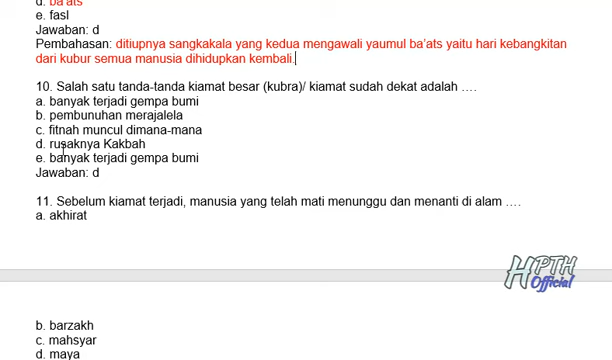 d. ba'ats
e. fasl
Jawaban: d
Pembahasan: ditiupnya sangkakala yang kedua mengawali yaumul ba'ats yaitu hari kebangkitan
dari kubur semua manusia dihidupkan kembali.
10. Salah satu tanda-tanda kiamat besar (kubra)/ kiamat sudah dekat adalah ….
a. banyak terjadi gempa bumi
b. pembunuhan merajalela
c. fitnah muncul dimana-mana
d. rusaknya Kakbah
e. banyak terjadi gempa bumi
Jawaban: d
11. Sebelum kiamat terjadi, manusia yang telah mati menunggu dan menanti di alam ….
a. akhirat
HPTH
Official
b. barzakh
c. mahsyar
d. maya